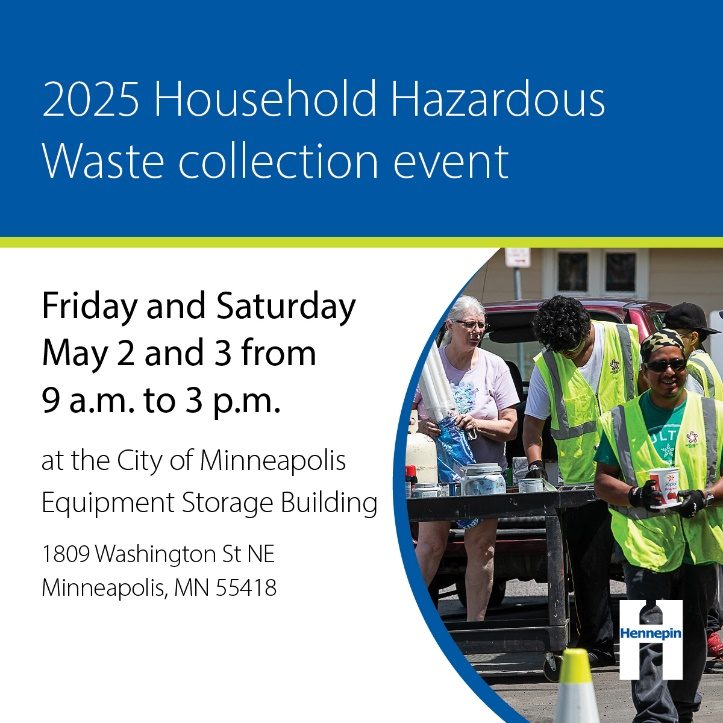 2025 Household Hazardous
Waste collection event
Friday and Saturday
May 2 and 3 from
9 a.m. to 3 p.m.
at the City of Minneapolis
Equipment Storage Building
1809 Washington St NE
Minneapolis, MN 55418
Hennepin